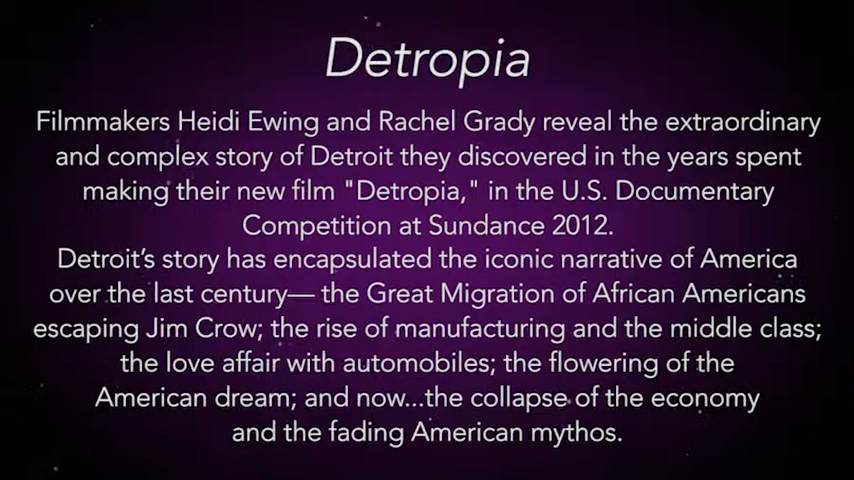 Detropia
Filmmakers Heidi Ewing and Rachel Grady reveal the extraordinary
and complex story of Detroit they discovered in the years spent
making their new film "Detropia," in the U.S. Documentary
Competition at Sundance 2012.
Detroit’s story has encapsulated the iconic narrative of America
over the last century— the Great Migration of African Americans
escaping Jim Crow; the rise of manufacturing and the middle class;
the love affair with automobiles; the flowering of the
American dream; and now...the collapse of the economy
and the fading American mythos.